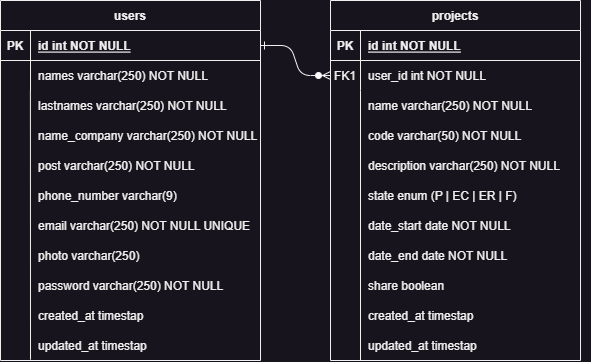 users
PK id int NOT NULL
names varchar(250) NOT NULL
lastnames varchar(250) NOT NULL
name_company varchar(250) NOT NULL
post varchar(250) NOT NULL
phone_number varchar(9)
email varchar(250) NOT NULL UNIQUE
photo varchar(250)
password varchar(250) NOT NULL
created_at timestamp
updated_at timestamp
projects
PK id int NOT NULL
FK1 user_id int NOT NULL
name varchar(250) NOT NULL
code varchar(50) NOT NULL
description varchar(250) NOT NULL
state enum (P | EC | ER | F)
date_start date NOT NULL
date_end date NOT NULL
share boolean
created_at timestamp
updated_at timestamp